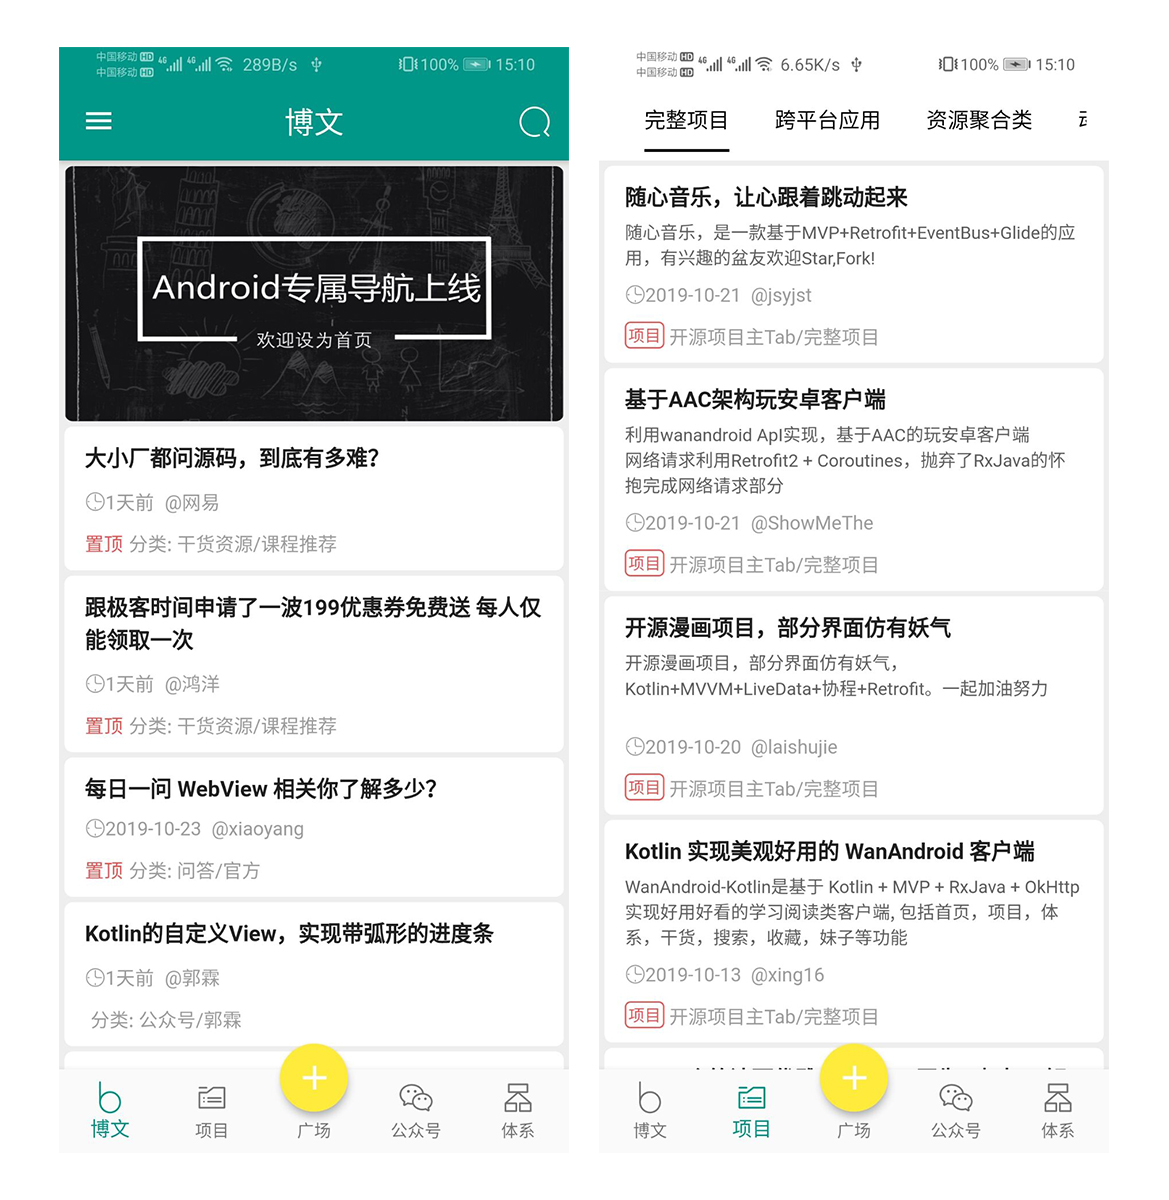 中国移动 HD 4G 4G 289B/s 100% 15:10
中国移动 HD
博文
Android专属导航上线
欢迎设为首页
大小厂都问源码，到底有多难？
1天前 @网易
置顶 分类: 干货资源/课程推荐
跟极客时间申请了一波199优惠券免费送 每人仅
能领取一次
1天前 @鸿洋
置顶 分类: 干货资源/课程推荐
每日一问 WebView 相关你了解多少？
2019-10-23 @xiaoyang
置顶 分类: 问答/官方
Kotlin的自定义View，实现带弧形的进度条
1天前 @郭霖
分类: 公众号/郭霖
博文 项目 广场 公众号 体系
中国移动 HD 4G 4G 6.65K/s 100% 15:10
中国移动 HD
完整项目 跨平台应用 资源聚合类
随心音乐，让心跟着跳动起来
随心音乐，是一款基于MVP+Retrofit+EventBus+Glide的应
用，有兴趣的盆友欢迎Star,Fork!
2019-10-21 @jsyjst
项目 开源项目主Tab/完整项目
基于AAC架构玩安卓客户端
利用wanandroid ApI实现，基于AAC的玩安卓客户端
网络请求利用Retrofit2 + Coroutines，抛弃了RxJava的怀
抱完成网络请求部分
2019-10-21 @ShowMeThe
项目 开源项目主Tab/完整项目
开源漫画项目，部分界面仿有妖气
开源漫画项目，部分界面仿有妖气，
Kotlin+MVVM+LiveData+协程+Retrofit。一起加油努力
2019-10-20 @laishujie
项目 开源项目主Tab/完整项目
Kotlin 实现美观好用的 WanAndroid 客户端
WanAndroid-Kotlin是基于 Kotlin + MVP + RxJava + OkHttp
实现好用好看的学习阅读类客户端, 包括首页，项目，体
系，干货，搜索，收藏，妹子等功能
2019-10-13 @xing16
项目 开源项目主Tab/完整项目
博文 项目 广场 公众号 体系